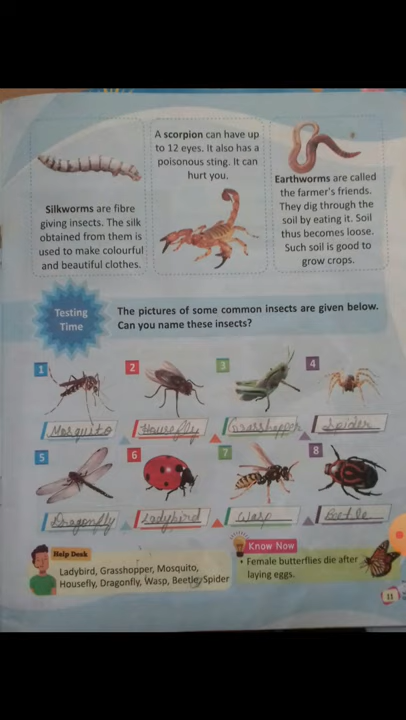 A scorpion can have up
to 12 eyes. It also has a
poisonous sting. It can
hurt you.
Silkworms are fibre
giving insects. The silk
obtained from them is
used to make colourful
and beautiful clothes.
Earthworms are called
the farmer's friends.
They dig through the
soil by eating it. Soil
thus becomes loose.
Such soil is good to
grow crops.
Testing
Time
The pictures of some common insects are given below.
Can you name these insects?
1 2 3 4
Mosquito Housefly Grasshopper Spider
5 6 7 8
Dragonfly Ladybird Wasp Beetle
Help Desk
Ladybird, Grasshopper, Mosquito,
Housefly, Dragonfly, Wasp, Beetle, Spider
Know Now
• Female butterflies die after
laying eggs.
11